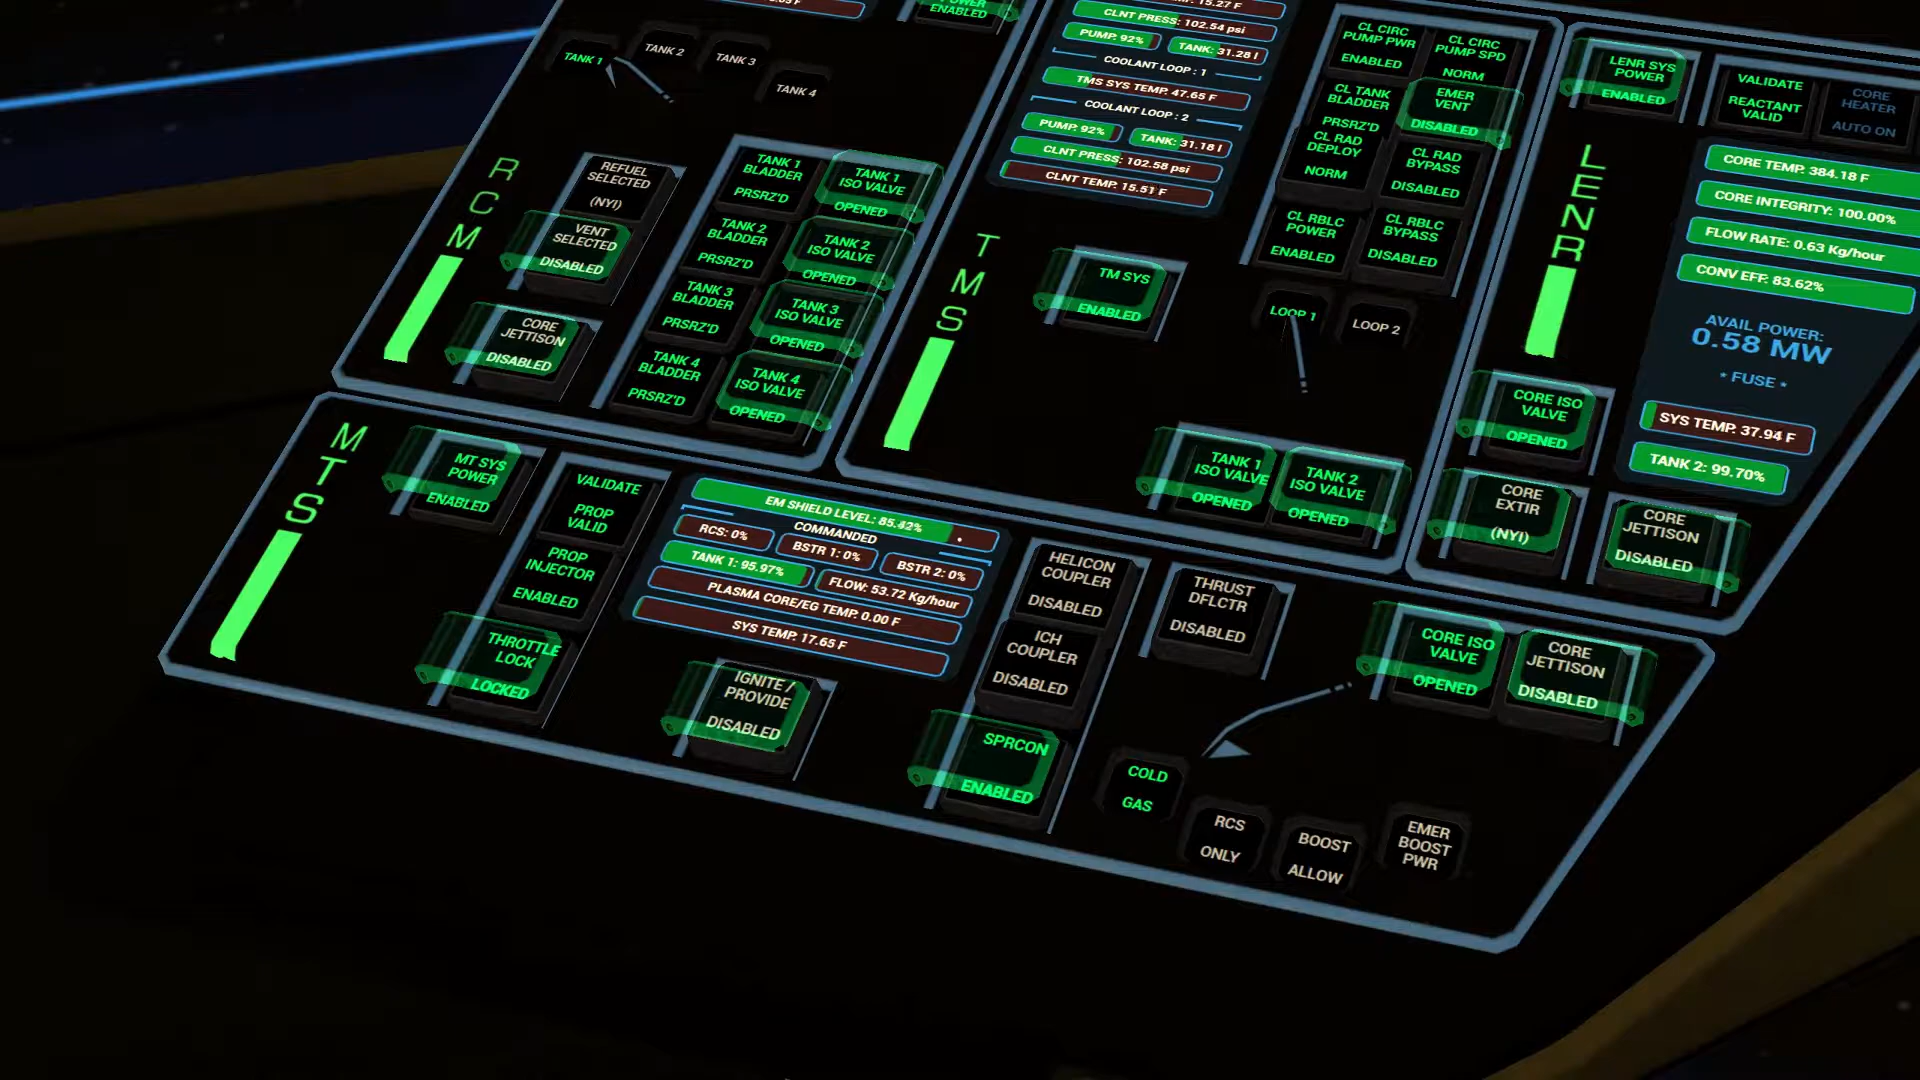 POWER
ENABLED
TANK 1
TANK 2
TANK 3
TANK 4
RCM
REFUEL
SELECTED
(NYI)
VENT
SELECTED
DISABLED
CORE
JETTISON
DISABLED
TANK 1
BLADDER
PRSRZ'D
TANK 1
ISO VALVE
OPENED
TANK 2
BLADDER
PRSRZ'D
TANK 2
ISO VALVE
OPENED
TANK 3
BLADDER
PRSRZ'D
TANK 3
ISO VALVE
OPENED
TANK 4
BLADDER
PRSRZ'D
TANK 4
ISO VALVE
OPENED
CLNT PRESS: 102.54 psi
PUMP: 92%
TANK: 31.28 l
COOLANT LOOP : 1
TMS SYS TEMP: 47.65 F
COOLANT LOOP : 2
PUMP: 92%
TANK: 31.18 l
CLNT PRESS: 102.58 psi
CLNT TEMP: 15.51 F
TMS
TM SYS
ENABLED
CL CIRC
PUMP PWR
ENABLED
CL CIRC
PUMP SPD
NORM
CL TANK
BLADDER
PRSRZ'D
EMER
VENT
DISABLED
CL RAD
DEPLOY
NORM
CL RAD
BYPASS
DISABLED
CL RBLC
POWER
ENABLED
CL RBLC
BYPASS
DISABLED
LOOP 1
LOOP 2
TANK 1
ISO VALVE
OPENED
TANK 2
ISO VALVE
OPENED
LENR
LENR SYS
POWER
ENABLED
VALIDATE
REACTANT
VALID
CORE
HEATER
AUTO ON
CORE TEMP: 384.18 F
CORE INTEGRITY: 100.00%
FLOW RATE: 0.63 Kg/hour
CONV EFF: 83.62%
AVAIL POWER:
0.58 MW
* FUSE *
SYS TEMP: 37.94 F
TANK 2: 99.70%
CORE ISO
VALVE
OPENED
CORE
EXTIR
(NYI)
CORE
JETTISON
DISABLED
MTS
MT SYS
POWER
ENABLED
VALIDATE
PROP
VALID
PROP
INJECTOR
ENABLED
THROTTLE
LOCK
LOCKED
EM SHIELD LEVEL: 85.42%
COMMANDED
RCS: 0%
BSTR 1: 0%
BSTR 2: 0%
TANK 1: 95.97%
FLOW: 53.72 Kg/hour
PLASMA CORE/EG TEMP: 0.00 F
SYS TEMP: 17.65 F
IGNITE /
PROVIDE
DISABLED
HELICON
COUPLER
DISABLED
ICH
COUPLER
DISABLED
SPRCON
ENABLED
THRUST
DFLCTR
DISABLED
CORE ISO
VALVE
OPENED
CORE
JETTISON
DISABLED
COLD
GAS
RCS
ONLY
BOOST
ALLOW
EMER
BOOST
PWR